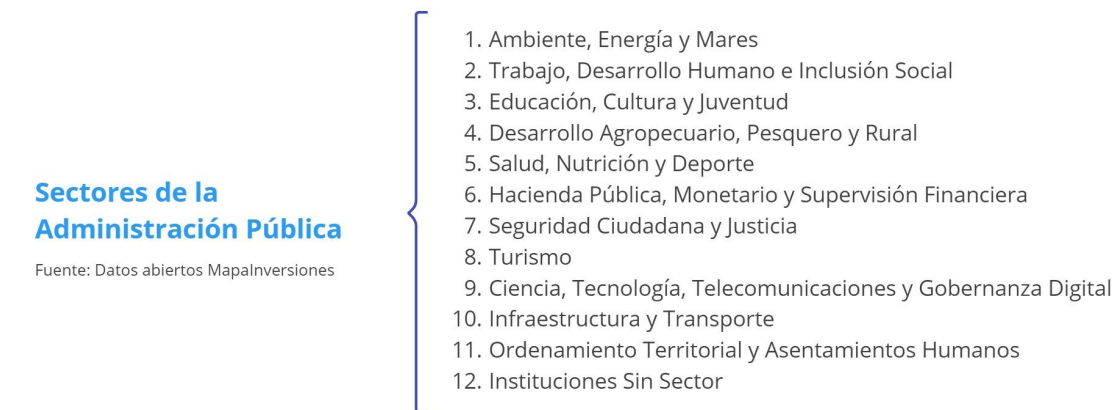 Sectores de la
Administración Pública
Fuente: Datos abiertos MapaInversiones
1. Ambiente, Energía y Mares
2. Trabajo, Desarrollo Humano e Inclusión Social
3. Educación, Cultura y Juventud
4. Desarrollo Agropecuario, Pesquero y Rural
5. Salud, Nutrición y Deporte
6. Hacienda Pública, Monetario y Supervisión Financiera
7. Seguridad Ciudadana y Justicia
8. Turismo
9. Ciencia, Tecnología, Telecomunicaciones y Gobernanza Digital
10. Infraestructura y Transporte
11. Ordenamiento Territorial y Asentamientos Humanos
12. Instituciones Sin Sector